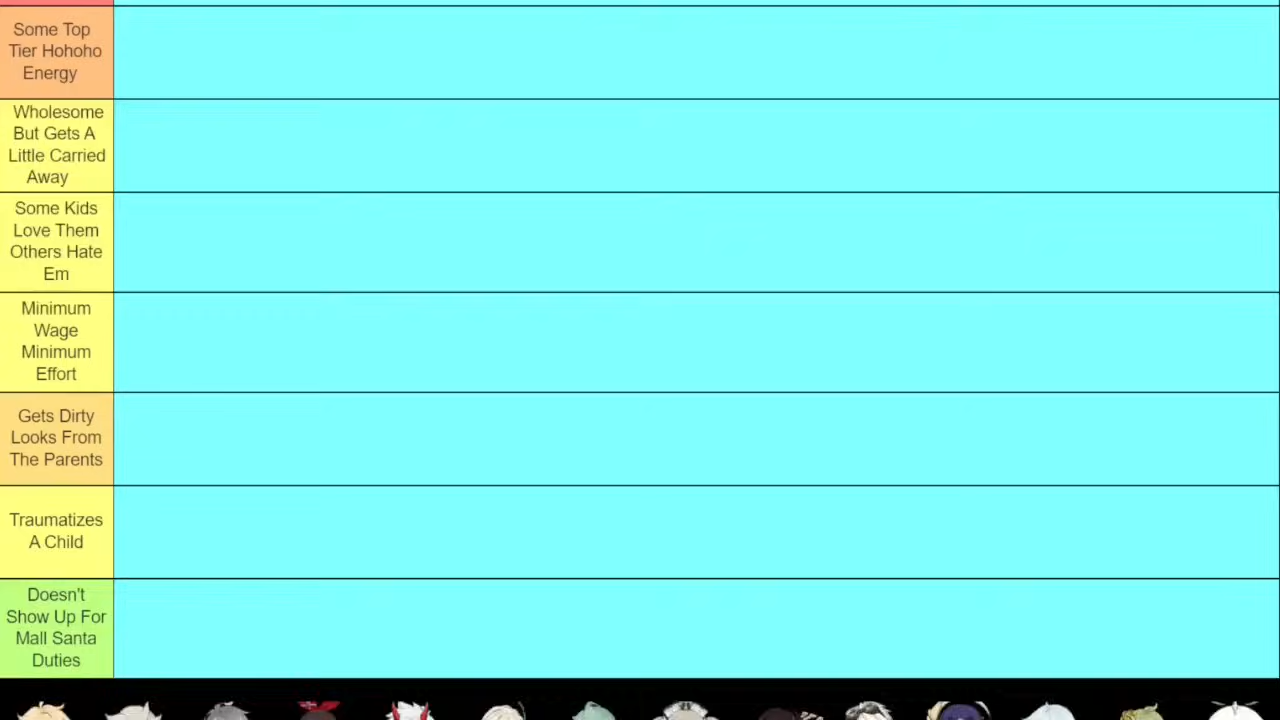 Some Top
Tier Hohoho
Energy
Wholesome
But Gets A
Little Carried
Away
Some Kids
Love Them
Others Hate
Em
Minimum
Wage
Minimum
Effort
Gets Dirty
Looks From
The Parents
Traumatizes
A Child
Doesn't
Show Up For
Mall Santa
Duties